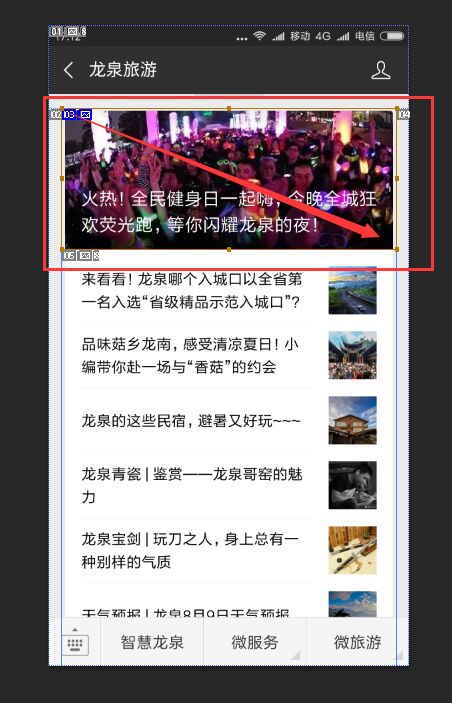 01
17:12
移动 4G
电信
龙泉旅游
02
03
04
火热！全民健身日一起嗨，今晚全城狂
欢荧光跑，等你闪耀龙泉的夜！
05
来看看！龙泉哪个入城口以全省第
一名入选“省级精品示范入城口”?
品味菇乡龙南，感受清凉夏日！小
编带你赴一场与“香菇”的约会
龙泉的这些民宿，避暑又好玩~~~
龙泉青瓷 | 鉴赏——龙泉哥窑的魅
力
龙泉宝剑 | 玩刀之人，身上总有一
种别样的气质
天气预报 | 龙泉8月9日天气预报
智慧龙泉
微服务
微旅游